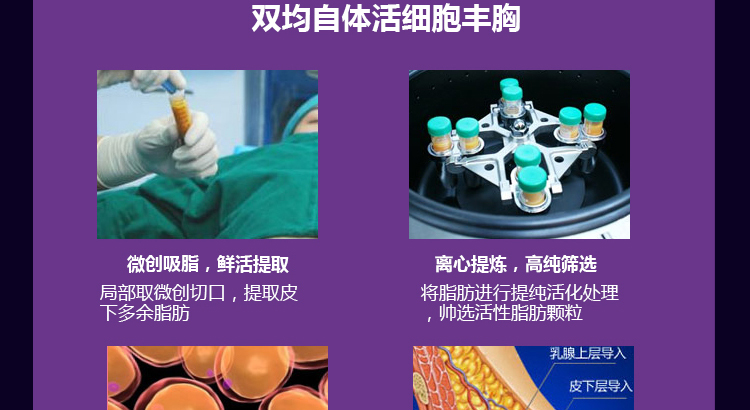 双均自体活细胞丰胸
微创吸脂，鲜活提取
离心提炼，高纯筛选
局部取微创切口，提取皮
下多余脂肪
将脂肪进行提纯活化处理
，帅选活性脂肪颗粒
乳腺上层导入
皮下层导入